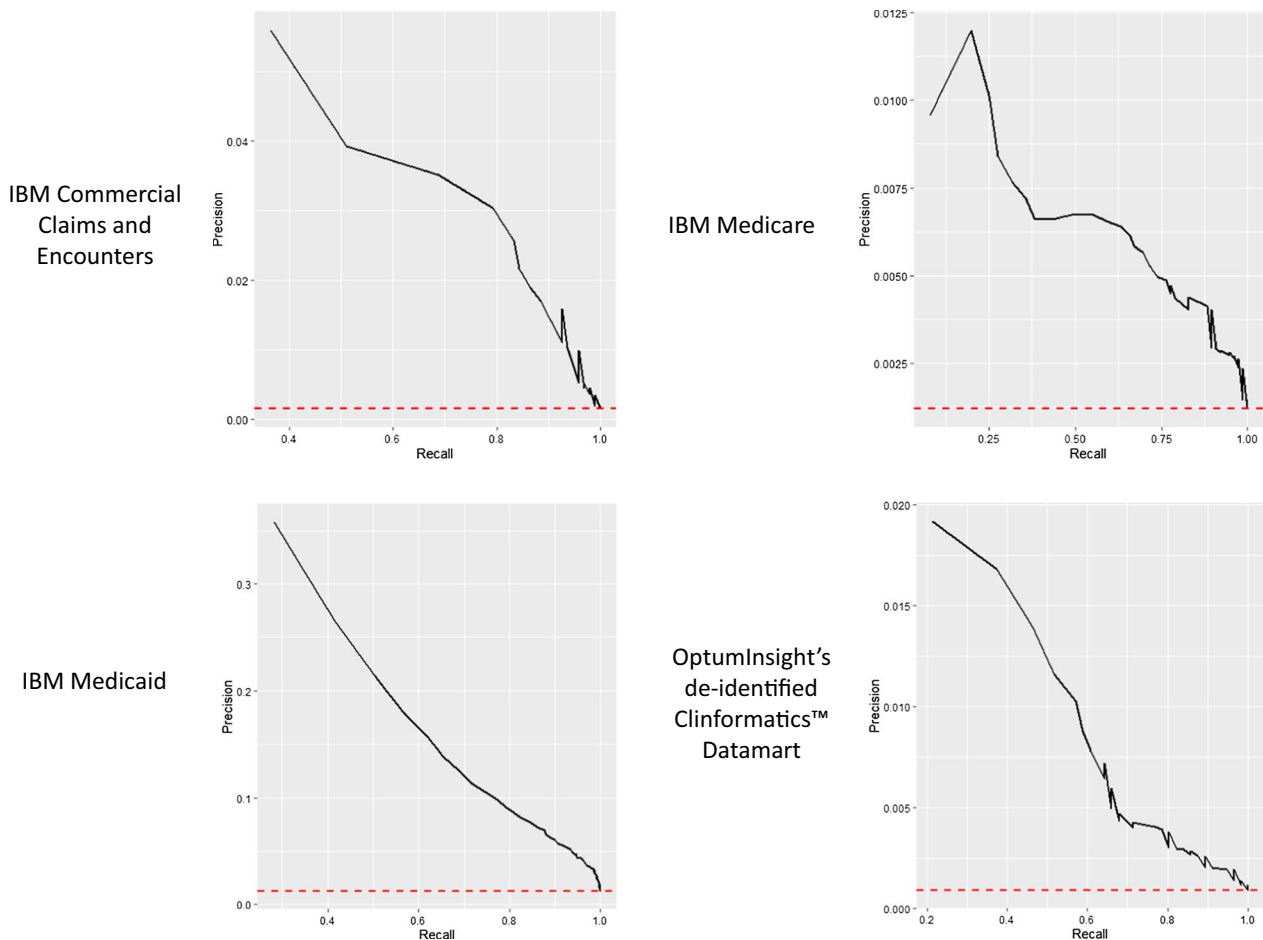 IBM Commercial
Claims and
Encounters
Precision
0.04
0.02
0.00
0.4
0.6
0.8
1.0
Recall
IBM Medicare
Precision
0.0125
0.0100
0.0075
0.0050
0.0025
0.25
0.50
0.75
1.00
Recall
IBM Medicaid
Precision
0.3
0.2
0.1
0.0
0.4
0.6
0.8
1.0
Recall
OptumInsight’s
de-identified
Clinformatics™
Datamart
Precision
0.020
0.015
0.010
0.005
0.000
0.2
0.4
0.6
0.8
1.0
Recall